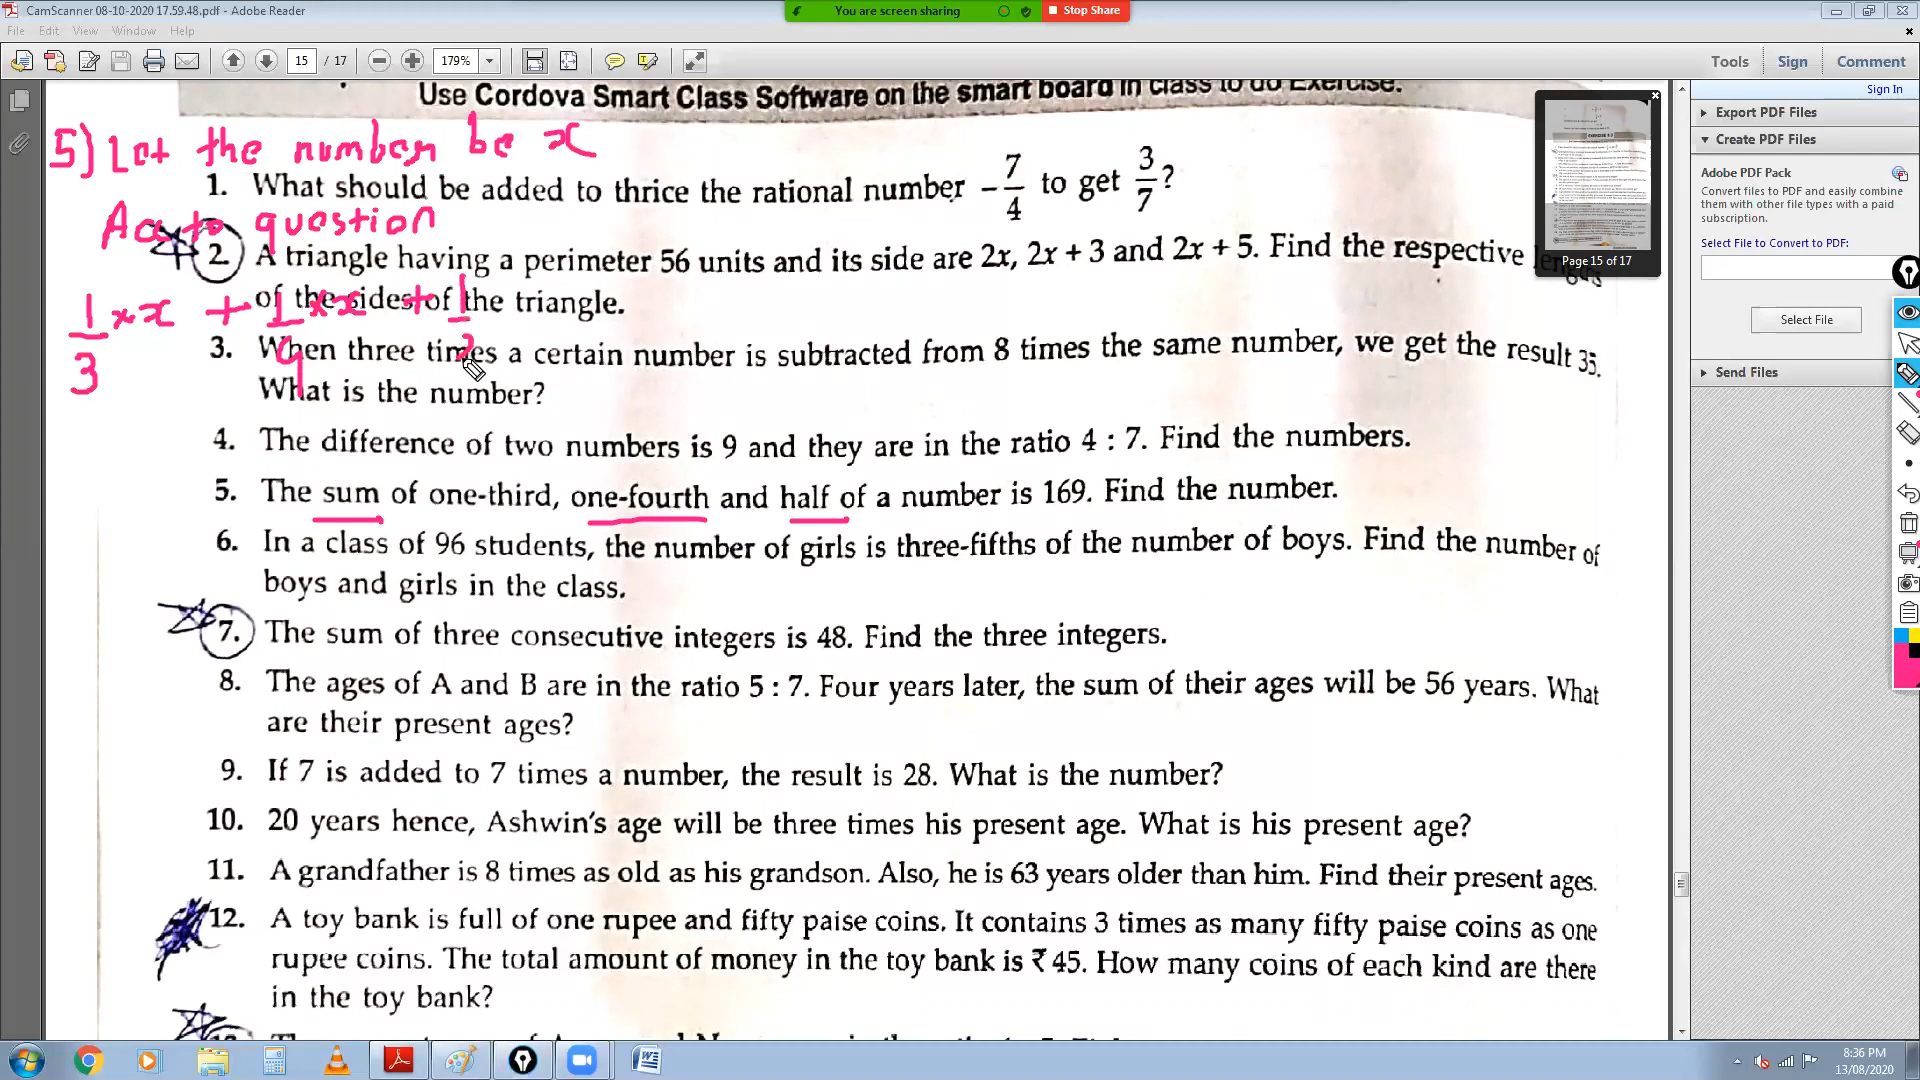 CamScanner 08-10-2020 17.59.48.pdf - Adobe Reader
You are screen sharing
Stop Share
File Edit View Window Help
15 / 17
179%
Tools Sign Comment
Use Cordova Smart Class Software on the smart board in class to do Exercise.
5) Let the number be x
1. What should be added to thrice the rational number -7/4 to get 3/7?
Acc to question
2. A triangle having a perimeter 56 units and its side are 2x, 2x + 3 and 2x + 5. Find the respective lengths
of the sides of the triangle.
1/3 × x + 1/4 × x + 1/2
3. When three times a certain number is subtracted from 8 times the same number, we get the result 35.
What is the number?
4. The difference of two numbers is 9 and they are in the ratio 4 : 7. Find the numbers.
5. The sum of one-third, one-fourth and half of a number is 169. Find the number.
6. In a class of 96 students, the number of girls is three-fifths of the number of boys. Find the number of
boys and girls in the class.
7. The sum of three consecutive integers is 48. Find the three integers.
8. The ages of A and B are in the ratio 5 : 7. Four years later, the sum of their ages will be 56 years. What
are their present ages?
9. If 7 is added to 7 times a number, the result is 28. What is the number?
10. 20 years hence, Ashwin's age will be three times his present age. What is his present age?
11. A grandfather is 8 times as old as his grandson. Also, he is 63 years older than him. Find their present ages.
12. A toy bank is full of one rupee and fifty paise coins. It contains 3 times as many fifty paise coins as one
rupee coins. The total amount of money in the toy bank is ₹ 45. How many coins of each kind are there
in the toy bank?
Page 15 of 17
Sign In
Export PDF Files
Create PDF Files
Adobe PDF Pack
Convert files to PDF and easily combine
them with other file types with a paid
subscription.
Select File to Convert to PDF:
Select File
Send Files
8:36 PM
13/08/2020